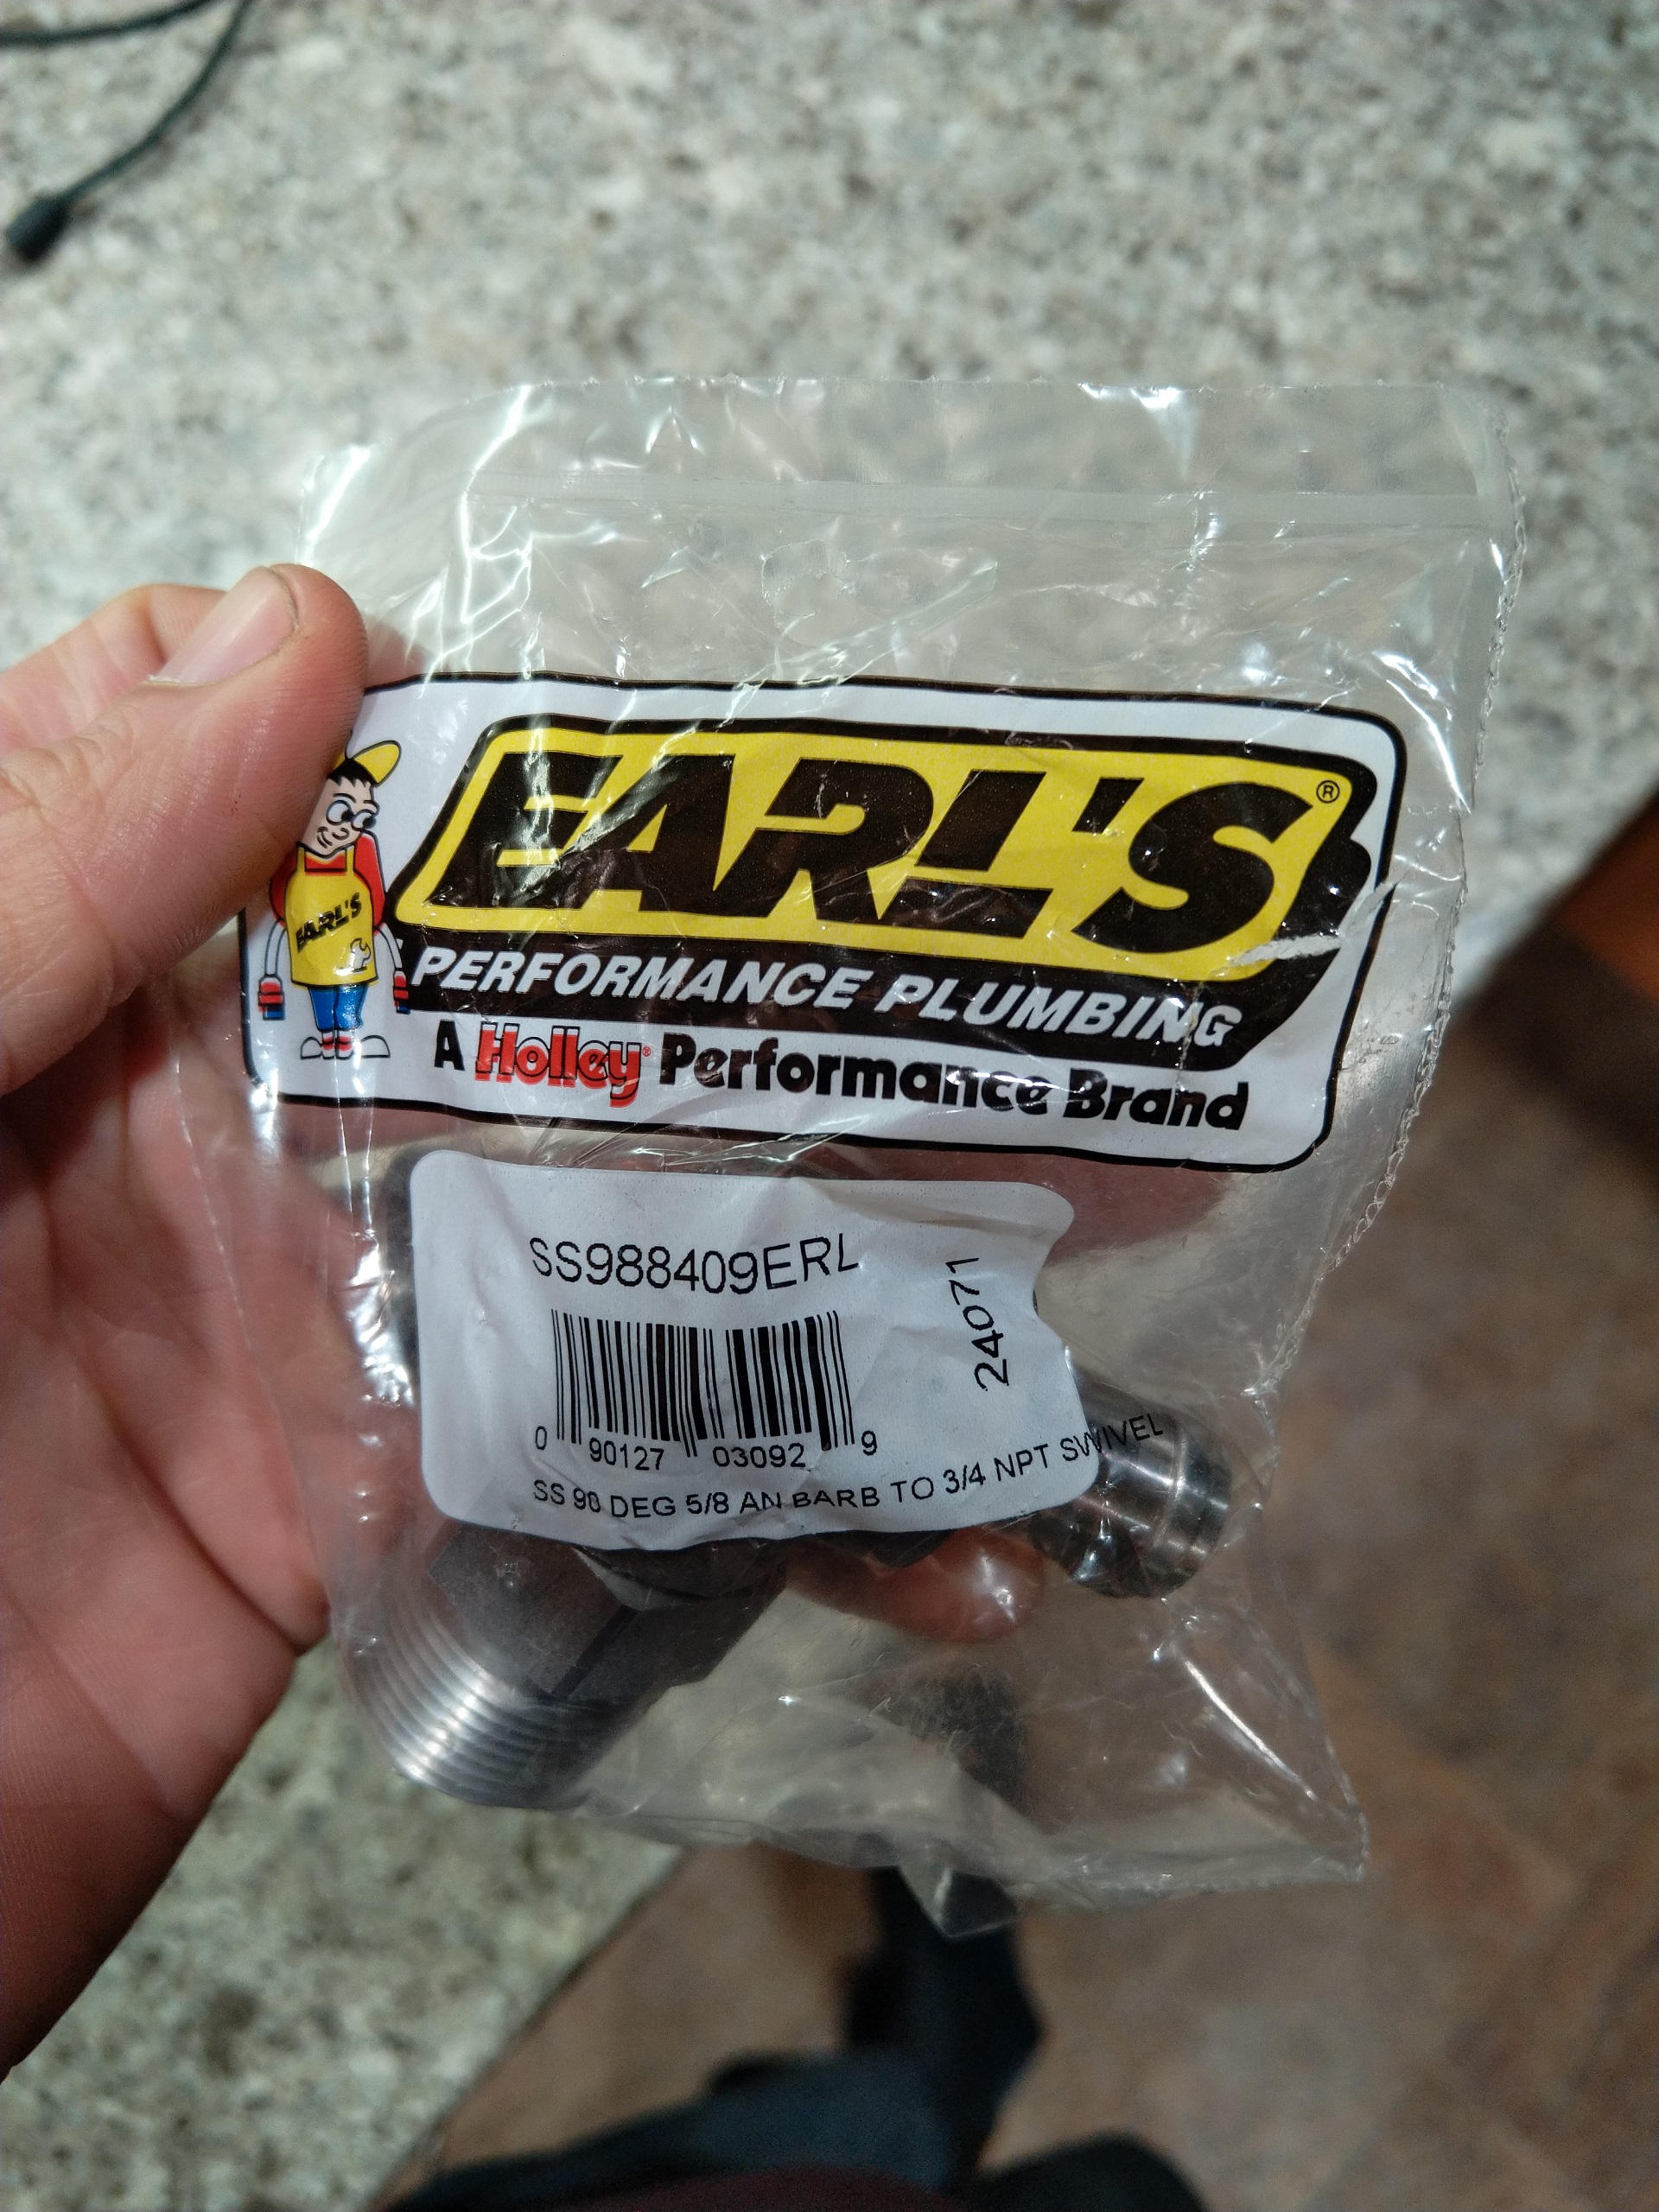 EARL'S®
EARL'S
PERFORMANCE PLUMBING
A Holley® Performance Brand
SS988409ERL
24071
0 90127 03092 9
SS 90 DEG 5/8 AN BARB TO 3/4 NPT SWIVEL